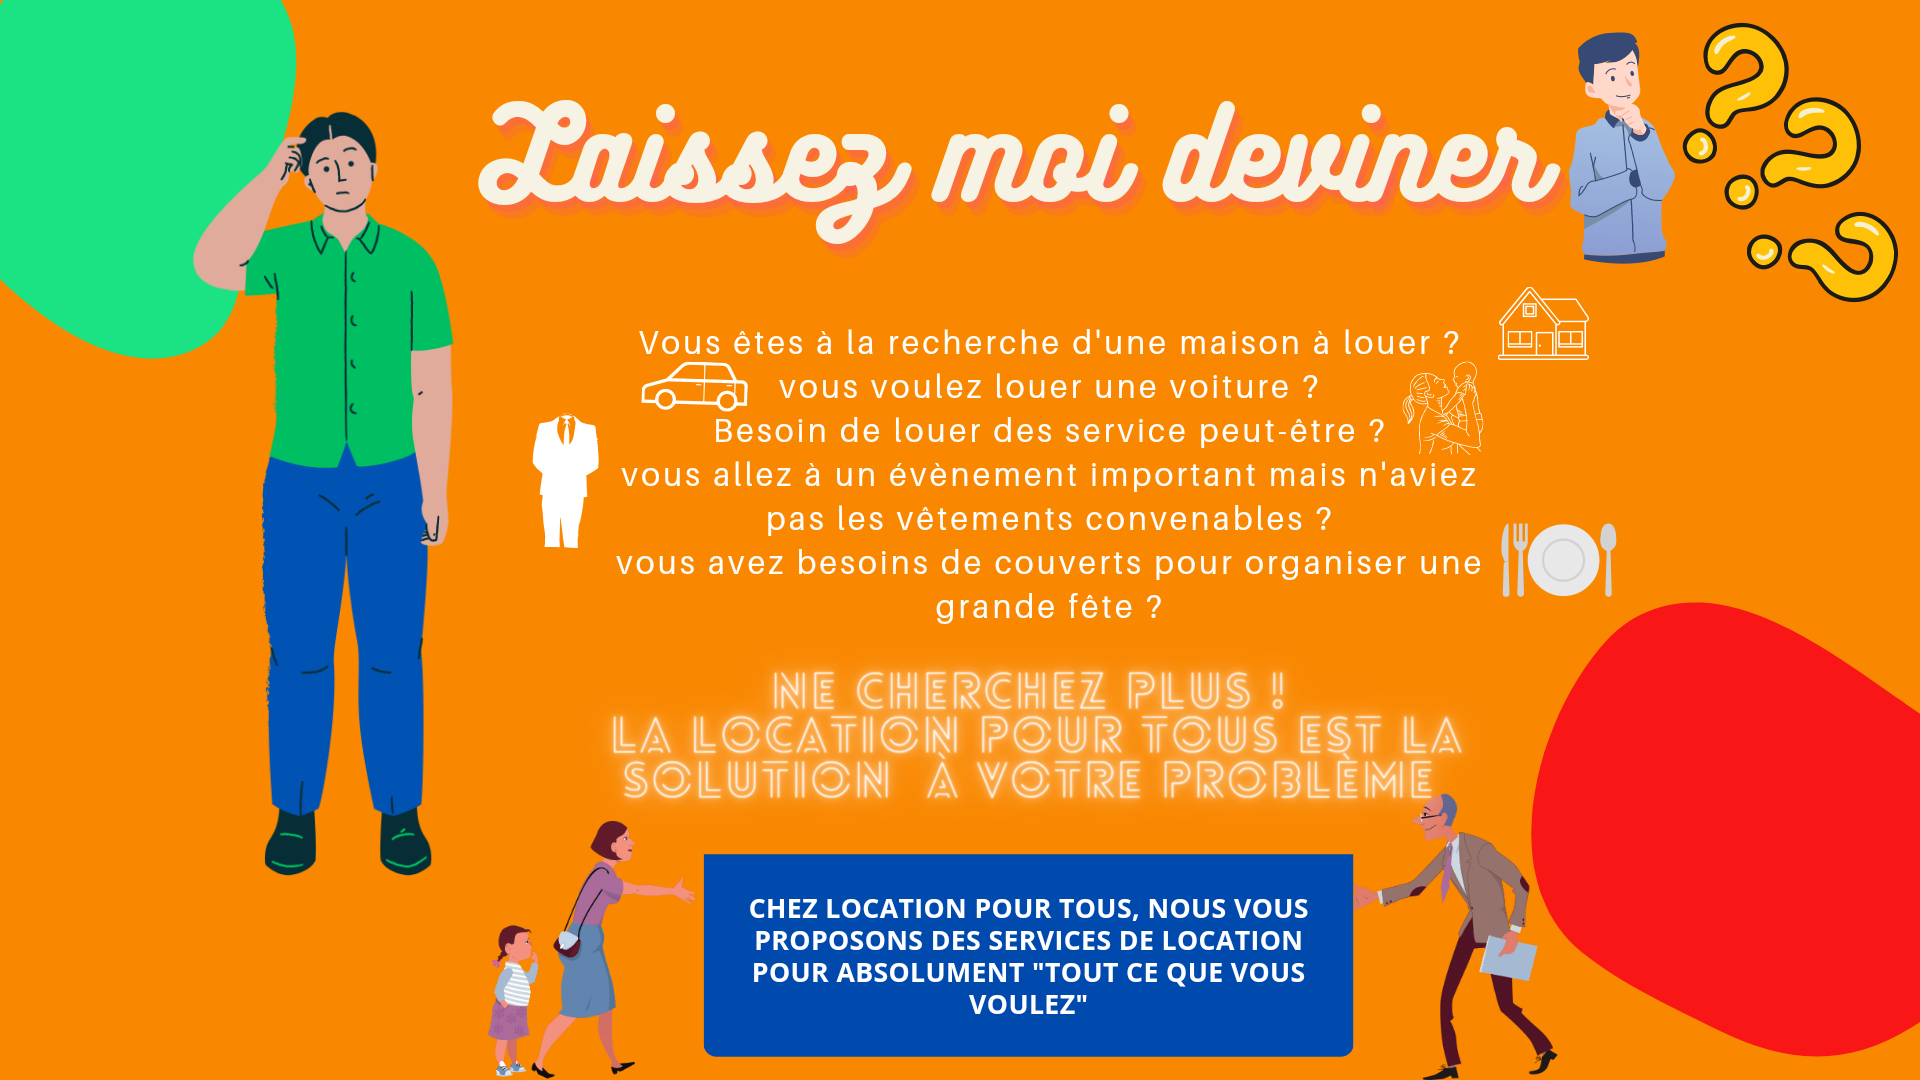 Laissez moi deviner
Vous êtes à la recherche d'une maison à louer ?
vous voulez louer une voiture ?
Besoin de louer des service peut-être ?
vous allez à un évènement important mais n'aviez
pas les vêtements convenables ?
vous avez besoins de couverts pour organiser une
grande fête ?
NE CHERCHEZ PLUS !
LA LOCATION POUR TOUS EST LA
SOLUTION À VOTRE PROBLÈME
CHEZ LOCATION POUR TOUS, NOUS VOUS
PROPOSONS DES SERVICES DE LOCATION
POUR ABSOLUMENT "TOUT CE QUE VOUS
VOULEZ"